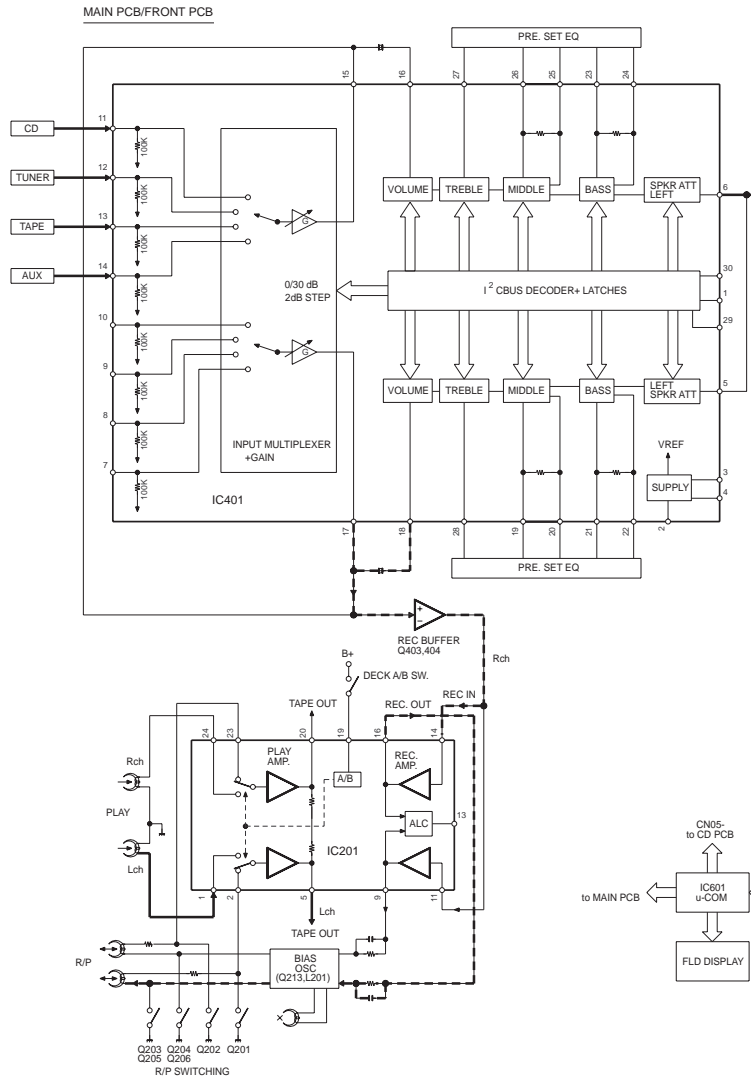 MAIN PCB/FRONT PCB
PRE. SET EQ
15
16
27
26
25
23
24
CD
11
100K
TUNER
12
100K
TAPE
13
100K
AUX
14
100K
10
100K
9
100K
8
100K
7
100K
G
G
0/30 dB
2dB STEP
INPUT MULTIPLEXER
+GAIN
IC401
VOLUME
TREBLE
MIDDLE
BASS
SPKR ATT
LEFT
6
I 2 CBUS DECODER+ LATCHES
30
1
29
VOLUME
TREBLE
MIDDLE
BASS
LEFT
SPKR ATT
5
VREF
SUPPLY
3
4
17
18
28
19
20
21
22
2
PRE. SET EQ
+
−
REC BUFFER
Q403,404
Rch
B+
DECK A/B SW.
TAPE OUT
REC. OUT
REC IN
24
23
20
19
16
14
PLAY
AMP.
A/B
REC.
AMP.
ALC
13
IC201
Rch
PLAY
Lch
1
2
5
9
11
Lch
TAPE OUT
R/P
BIAS
OSC
(Q213,L201)
Q203
Q205
Q204
Q206
Q202
Q201
R/P SWITCHING
CN05-
to CD PCB
to MAIN PCB
IC601
u-COM
FLD DISPLAY